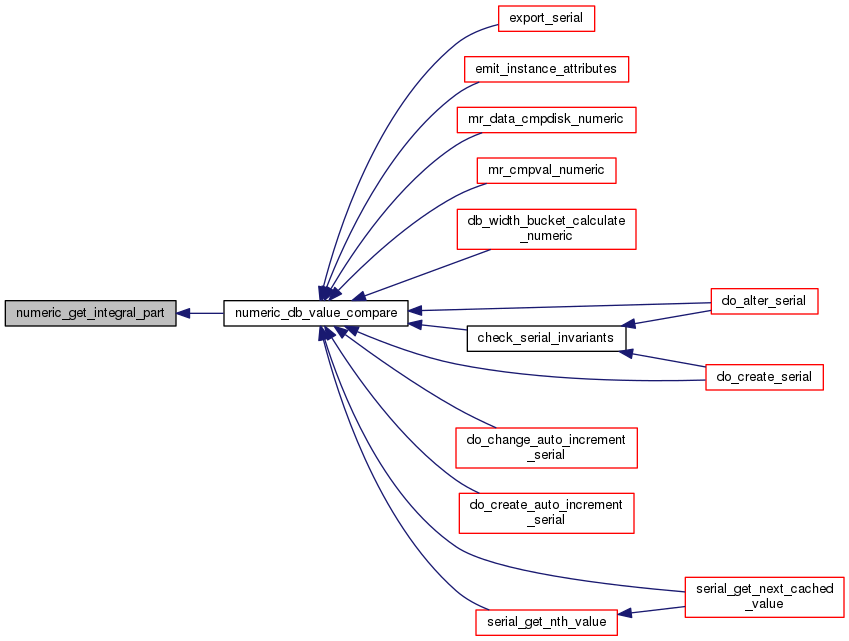 export_serial
emit_instance_attributes
mr_data_cmpdisk_numeric
mr_cmpval_numeric
db_width_bucket_calculate
_numeric
numeric_get_integral_part
numeric_db_value_compare
do_alter_serial
check_serial_invariants
do_create_serial
do_change_auto_increment
_serial
do_create_auto_increment
_serial
serial_get_next_cached
_value
serial_get_nth_value